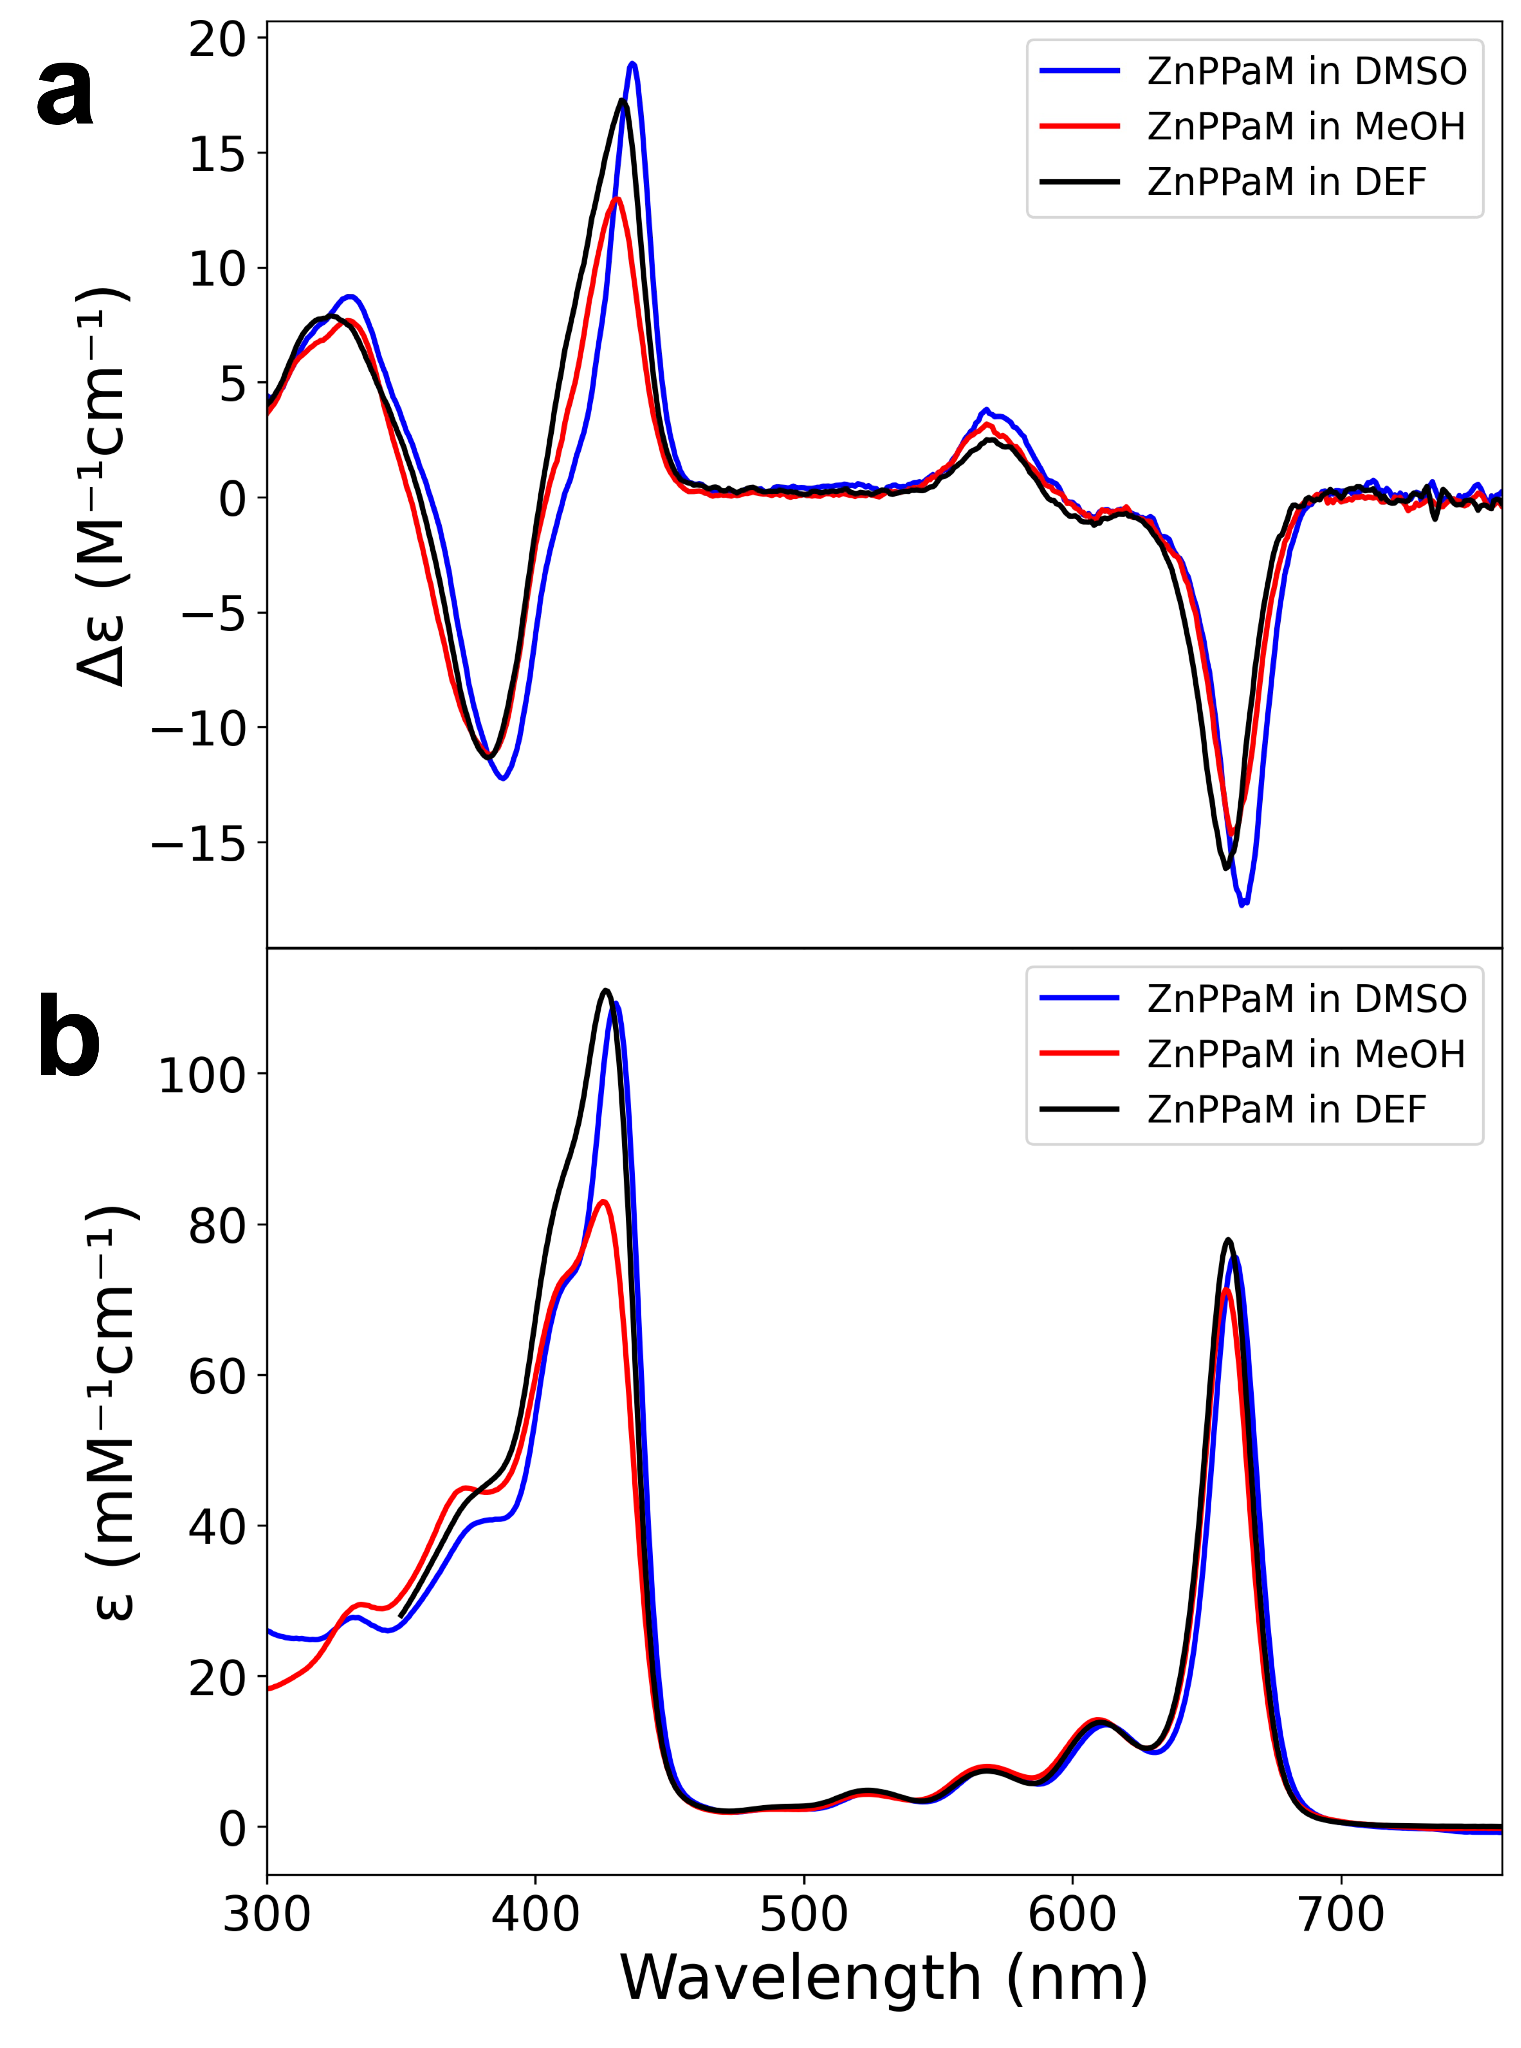 a
20
15
10
5
0
−5
−10
−15
Δε (M⁻¹cm⁻¹)
ZnPPaM in DMSO
ZnPPaM in MeOH
ZnPPaM in DEF
b
100
80
60
40
20
0
ε (mM⁻¹cm⁻¹)
ZnPPaM in DMSO
ZnPPaM in MeOH
ZnPPaM in DEF
300 400 500 600 700
Wavelength (nm)